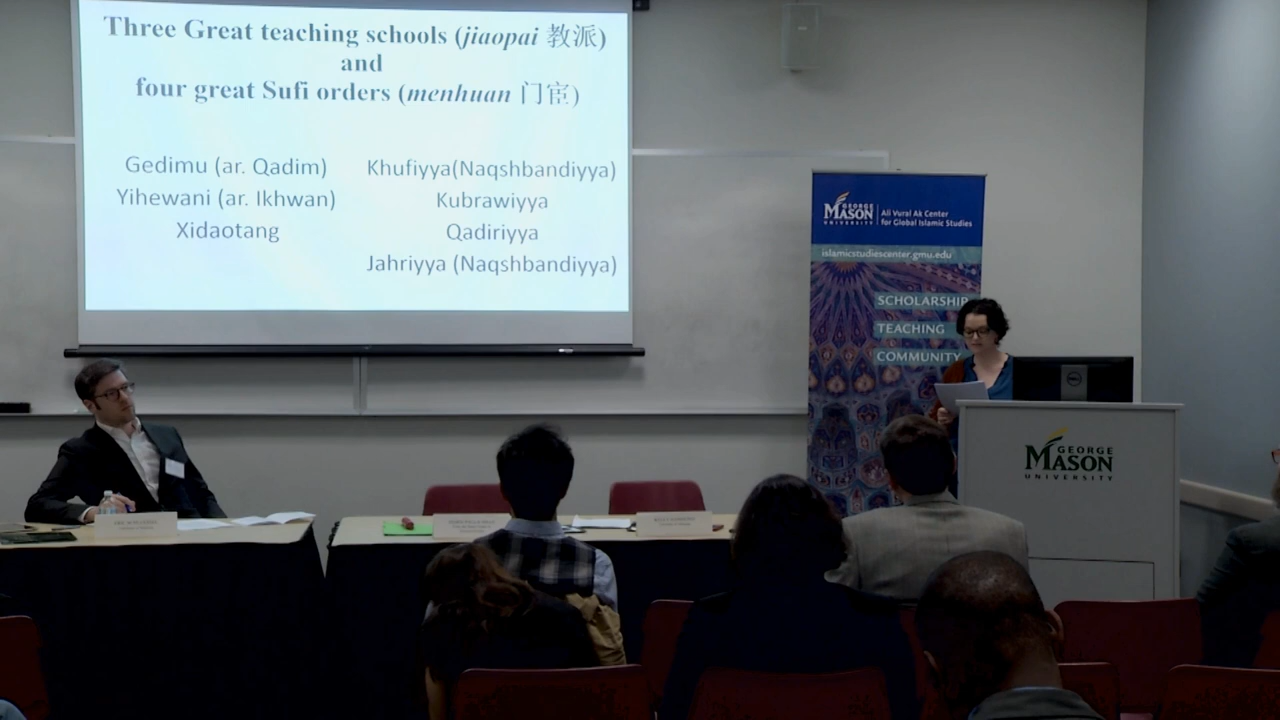 Three Great teaching schools (jiaopai 教派)
and
four great Sufi orders (menhuan 门宦)
Gedimu (ar. Qadim)
Yihewani (ar. Ikhwan)
Xidaotang
Khufiyya(Naqshbandiyya)
Kubrawiyya
Qadiriyya
Jahriyya (Naqshbandiyya)
GEORGE
MASON
UNIVERSITY
Ali Vural Ak Center
for Global Islamic Studies
islamicstudiescenter.gmu.edu
SCHOLARSHIP
TEACHING
COMMUNITY
DELL
GEORGE
MASON
UNIVERSITY